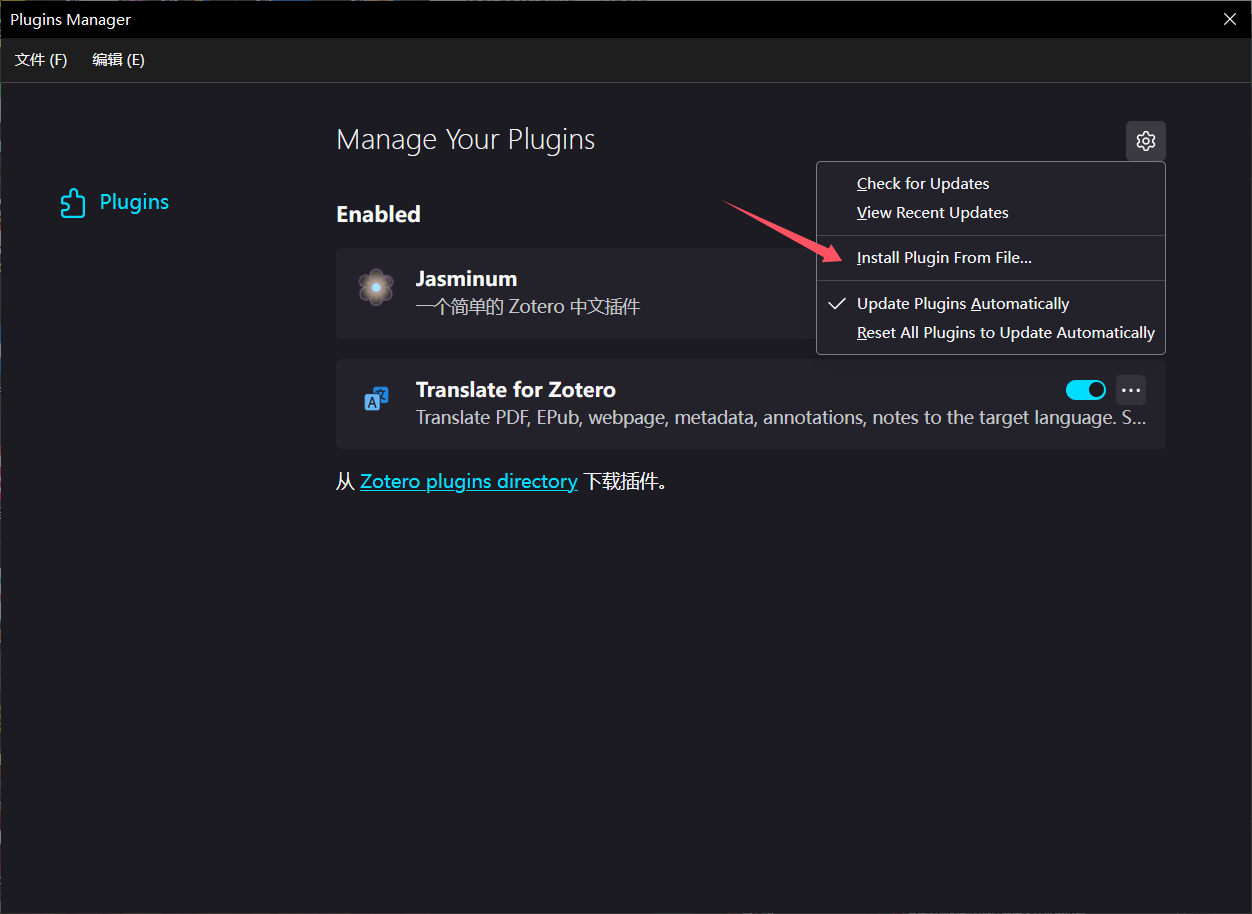 Plugins Manager
文件 (F) 编辑 (E)
Manage Your Plugins
Plugins
Check for Updates
View Recent Updates
Install Plugin From File...
Update Plugins Automatically
Reset All Plugins to Update Automatically
Enabled
Jasminum
一个简单的 Zotero 中文插件
Translate for Zotero
Translate PDF, EPub, webpage, metadata, annotations, notes to the target language. S...
从 Zotero plugins directory 下载插件。